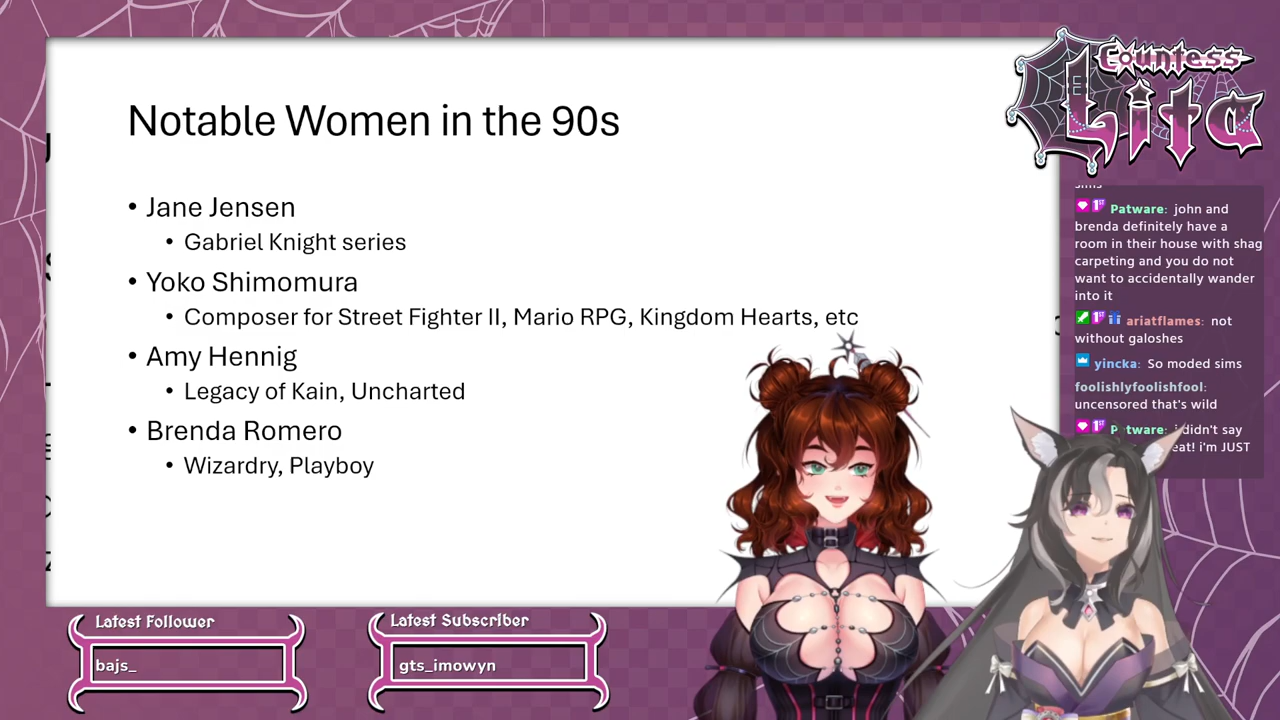 Notable Women in the 90s
• Jane Jensen
• Gabriel Knight series
• Yoko Shimomura
• Composer for Street Fighter II, Mario RPG, Kingdom Hearts, etc
• Amy Hennig
• Legacy of Kain, Uncharted
• Brenda Romero
• Wizardry, Playboy
Countess
Lita
sims
Patware: john and
brenda definitely have a
room in their house with shag
carpeting and you do not
want to accidentally wander
into it
ariatflames: not
without galoshes
yincka: So moded sims
foolishlyfoolishfool:
uncensored that's wild
Patware: i didn't say
eat! i'm JUST
Latest Follower
bajs_
Latest Subscriber
gts_imowyn